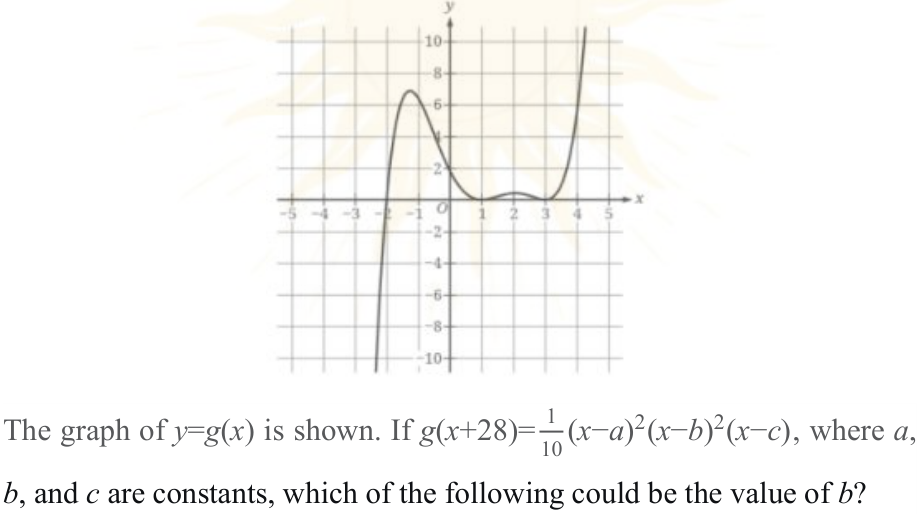 y
10
8
6
4
2
-5 -4 -3 -2 -1 O 1 2 3 4 5 x
-2
-4
-6
-8
-10
The graph of y=g(x) is shown. If g(x+28)=1/10(x−a)²(x−b)²(x−c), where a,
b, and c are constants, which of the following could be the value of b?